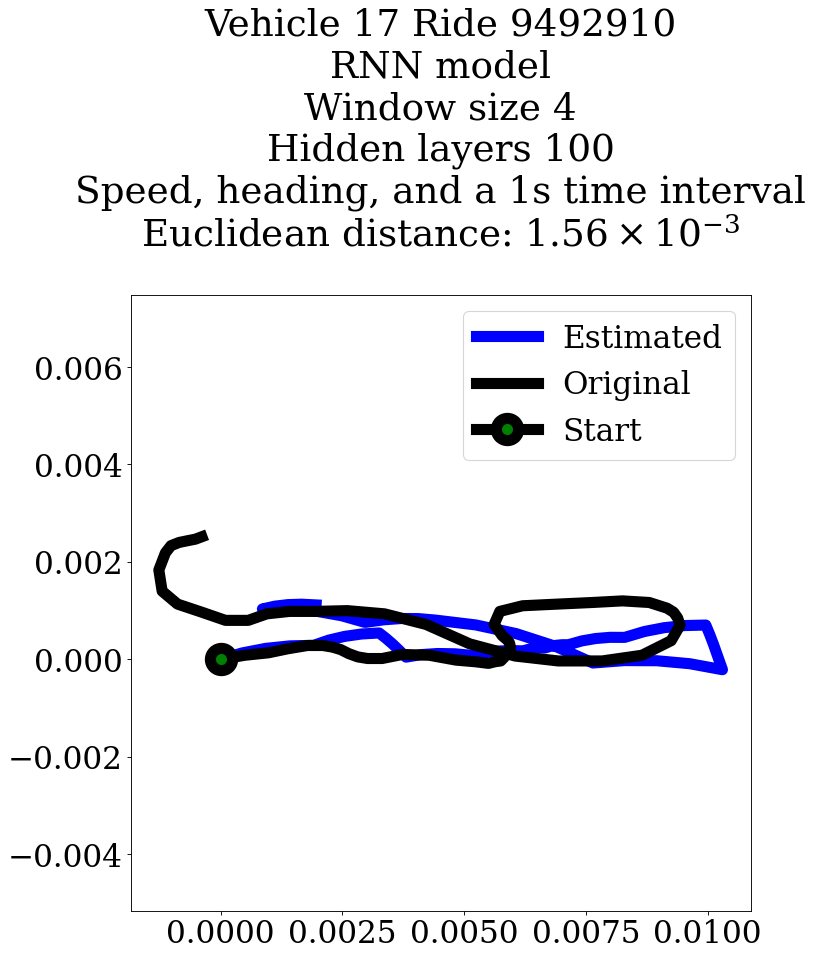 Vehicle 17 Ride 9492910
RNN model
Window size 4
Hidden layers 100
Speed, heading, and a 1s time interval
Euclidean distance: 1.56 × 10⁻³
Estimated
Original
Start
0.006
0.004
0.002
0.000
−0.002
−0.004
0.0000 0.0025 0.0050 0.0075 0.0100